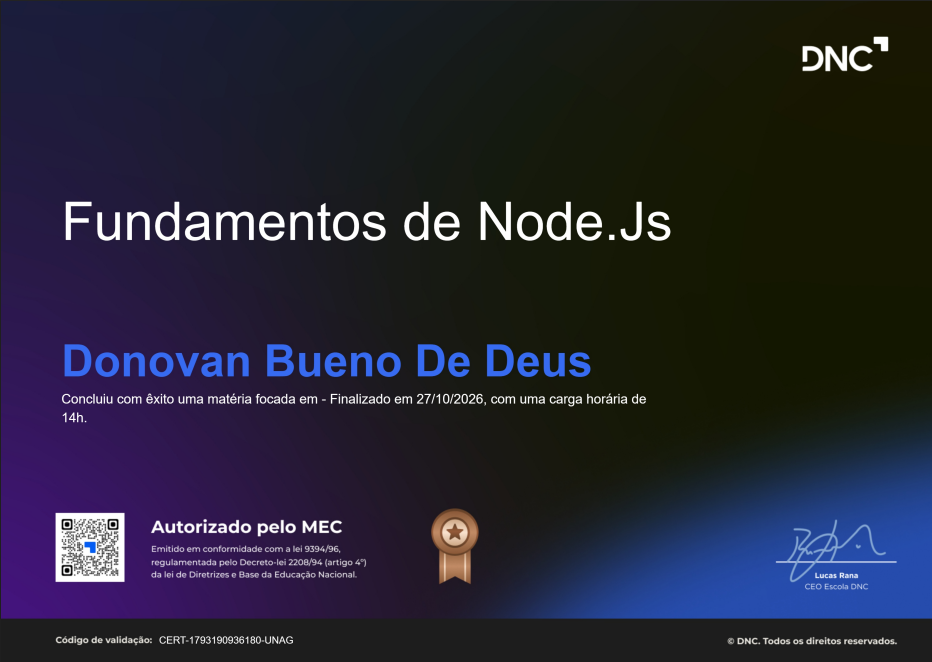 DNC
Fundamentos de Node.Js
Donovan Bueno De Deus
Concluiu com êxito uma matéria focada em - Finalizado em 27/10/2026, com uma carga horária de
14h.
Autorizado pelo MEC
Emitido em conformidade com a lei 9394/96,
regulamentada pelo Decreto-lei 2208/94 (artigo 4º)
da lei de Diretrizes e Base da Educação Nacional.
Lucas Rana
CEO Escola DNC
Código de validação: CERT-1793190936180-UNAG
© DNC. Todos os direitos reservados.